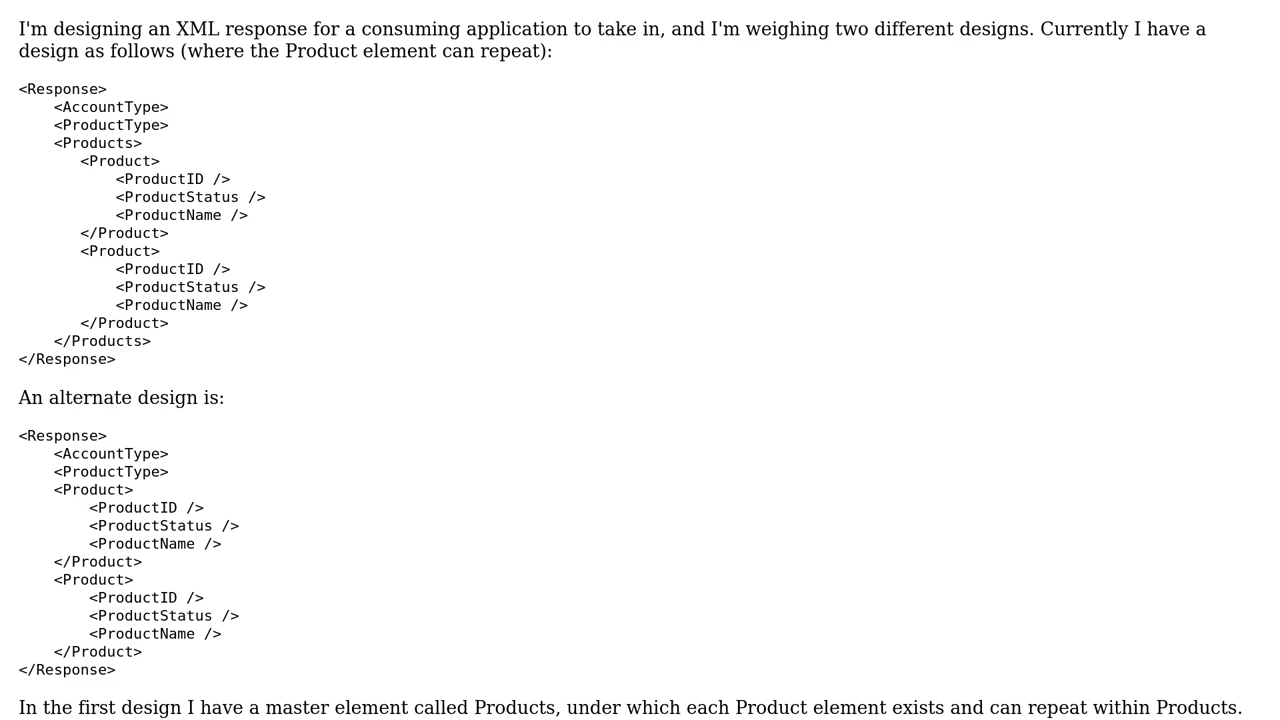 I'm designing an XML response for a consuming application to take in, and I'm weighing two different designs. Currently I have a
design as follows (where the Product element can repeat):
<Response>
    <AccountType>
    <ProductType>
    <Products>
       <Product>
           <ProductID />
           <ProductStatus />
           <ProductName />
       </Product>
       <Product>
           <ProductID />
           <ProductStatus />
           <ProductName />
       </Product>
    </Products>
</Response>
An alternate design is:
<Response>
    <AccountType>
    <ProductType>
    <Product>
        <ProductID />
        <ProductStatus />
        <ProductName />
    </Product>
    <Product>
        <ProductID />
        <ProductStatus />
        <ProductName />
    </Product>
</Response>
In the first design I have a master element called Products, under which each Product element exists and can repeat within Products.